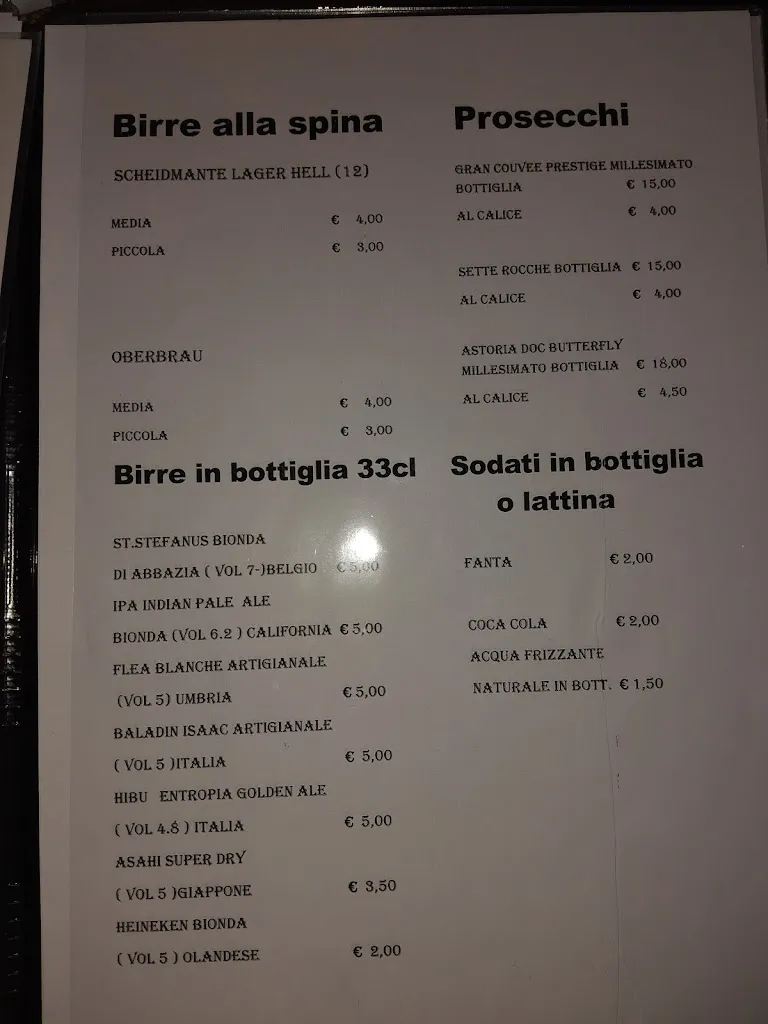 Birre alla spina
SCHEIDMANTE LAGER HELL (12)
MEDIA € 4,00
PICCOLA € 3,00
OBERBRAU
MEDIA € 4,00
PICCOLA € 3,00
Birre in bottiglia 33cl
ST.STEFANUS BIONDA
DI ABBAZIA ( VOL 7-)BELGIO € 5,00
IPA INDIAN PALE ALE
BIONDA (VOL 6.2 ) CALIFORNIA € 5,00
FLEA BLANCHE ARTIGIANALE
(VOL 5) UMBRIA € 5,00
BALADIN ISAAC ARTIGIANALE
( VOL 5 )ITALIA € 5,00
HIBU ENTROPIA GOLDEN ALE
( VOL 4.8 ) ITALIA € 5,00
ASAHI SUPER DRY
( VOL 5 )GIAPPONE € 3,50
HEINEKEN BIONDA
( VOL 5 ) OLANDESE € 2,00
Prosecchi
GRAN COUVEE PRESTIGE MILLESIMATO
BOTTIGLIA € 15,00
AL CALICE € 4,00
SETTE ROCCHE BOTTIGLIA € 15,00
AL CALICE € 4,00
ASTORIA DOC BUTTERFLY
MILLESIMATO BOTTIGLIA € 18,00
AL CALICE € 4,50
Sodati in bottiglia
o lattina
FANTA € 2,00
COCA COLA € 2,00
ACQUA FRIZZANTE
NATURALE IN BOTT. € 1,50